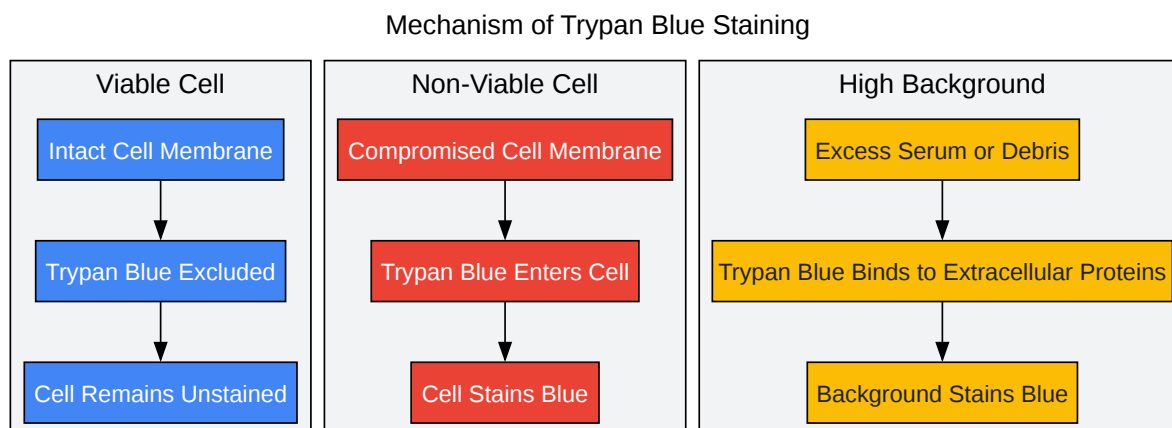 Mechanism of Trypan Blue Staining
Viable Cell
Intact Cell Membrane
Trypan Blue Excluded
Cell Remains Unstained
Non-Viable Cell
Compromised Cell Membrane
Trypan Blue Enters Cell
Cell Stains Blue
High Background
Excess Serum or Debris
Trypan Blue Binds to Extracellular Proteins
Background Stains Blue